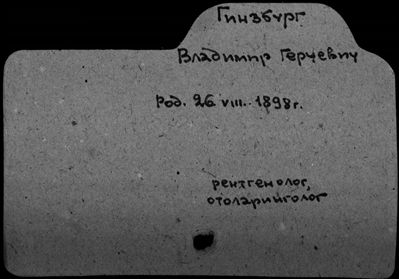 Гинзбург
Владимир Герцевич
Род. 26 VIII. 1898 г.
рентгенолог,
отоларинголог